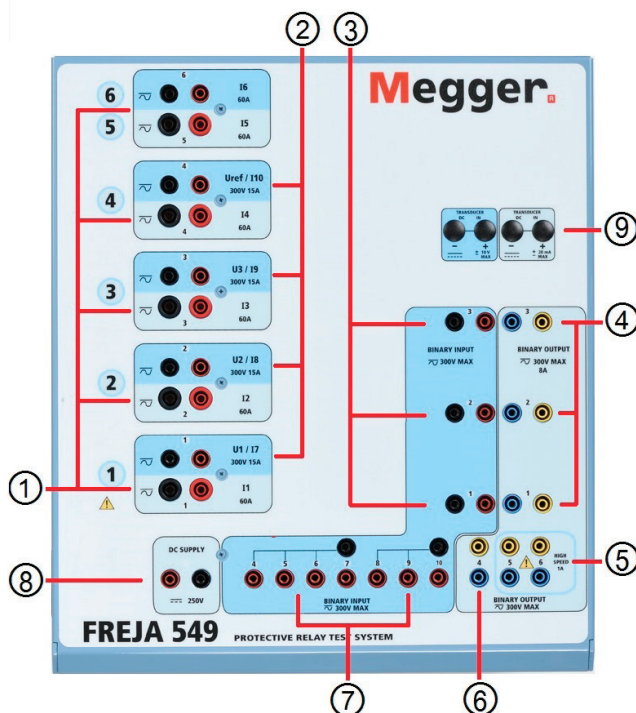 ① ② ③ ④ ⑤ ⑥ ⑦ ⑧ ⑨
Megger®
6
5
4
3
2
1
6
I6
60A
I5
60A
5
4
Uref / I10
300V 15A
I4
60A
4
3
U3 / I9
300V 15A
I3
60A
3
2
U2 / I8
300V 15A
I2
60A
2
1
U1 / I7
300V 15A
I1
60A
1
TRANSDUCER
DC IN
- +
± 10 V
MAX
TRANSDUCER
DC IN
- +
± 20 mA
MAX
3
BINARY INPUT
300V MAX
2
1
3
BINARY OUTPUT
300V MAX
8A
2
1
DC SUPPLY
250V
4 5 6 7 8 9 10
BINARY INPUT
300V MAX
4 5 6
HIGH
SPEED
1A
BINARY OUTPUT
300V MAX
FREJA 549 PROTECTIVE RELAY TEST SYSTEM